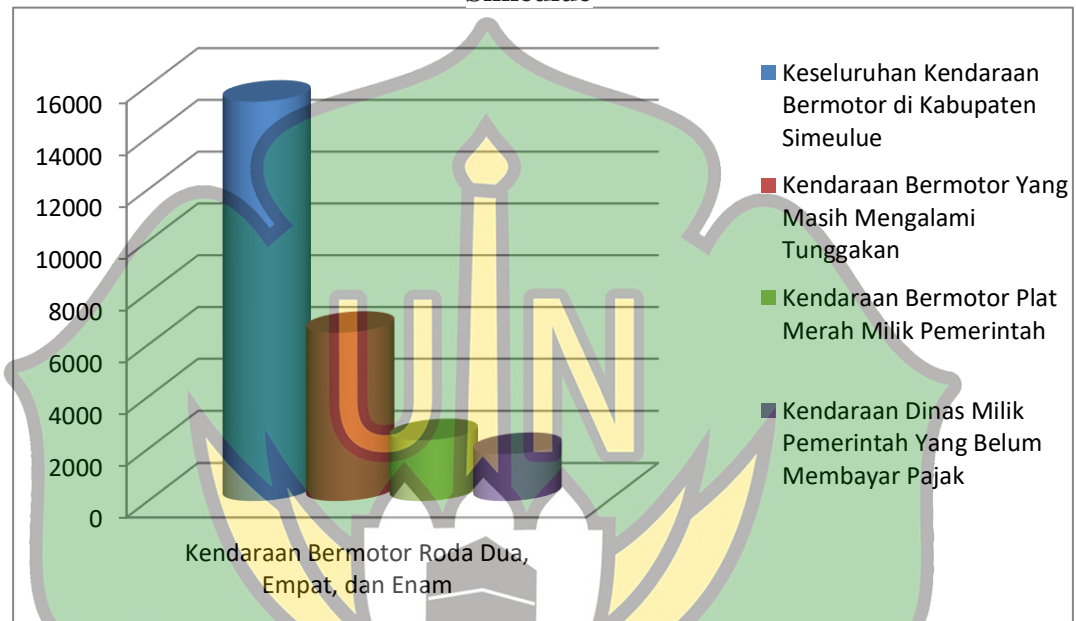 16000
14000
12000
10000
8000
6000
4000
2000
0
Kendaraan Bermotor Roda Dua,
Empat, dan Enam
Keseluruhan Kendaraan
Bermotor di Kabupaten
Simeulue
Kendaraan Bermotor Yang
Masih Mengalami
Tunggakan
Kendaraan Bermotor Plat
Merah Milik Pemerintah
Kendaraan Dinas Milik
Pemerintah Yang Belum
Membayar Pajak
UIN